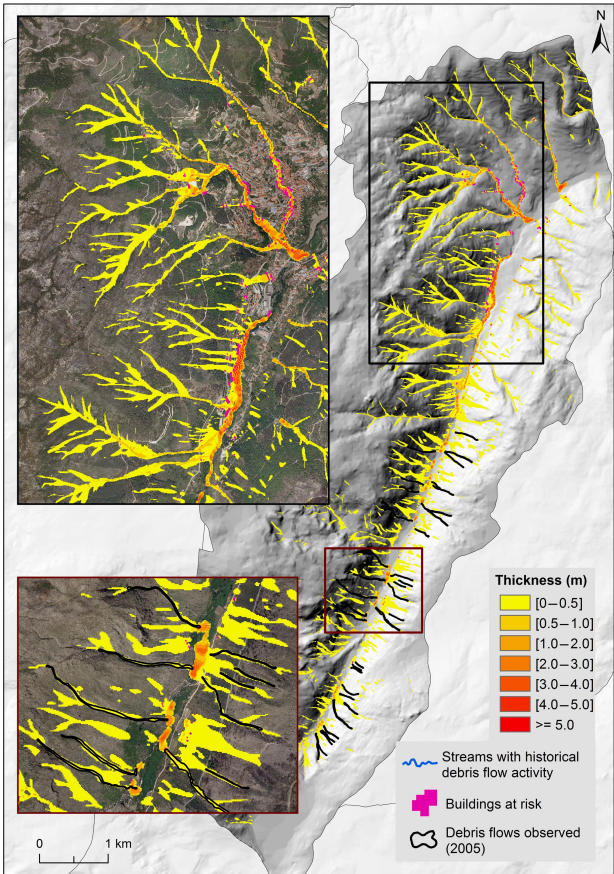 N
Thickness (m)
[0–0.5]
[0.5–1.0]
[1.0–2.0]
[2.0–3.0]
[3.0–4.0]
[4.0–5.0]
>= 5.0
Streams with historical
debris flow activity
Buildings at risk
Debris flows observed
(2005)
0 1 km